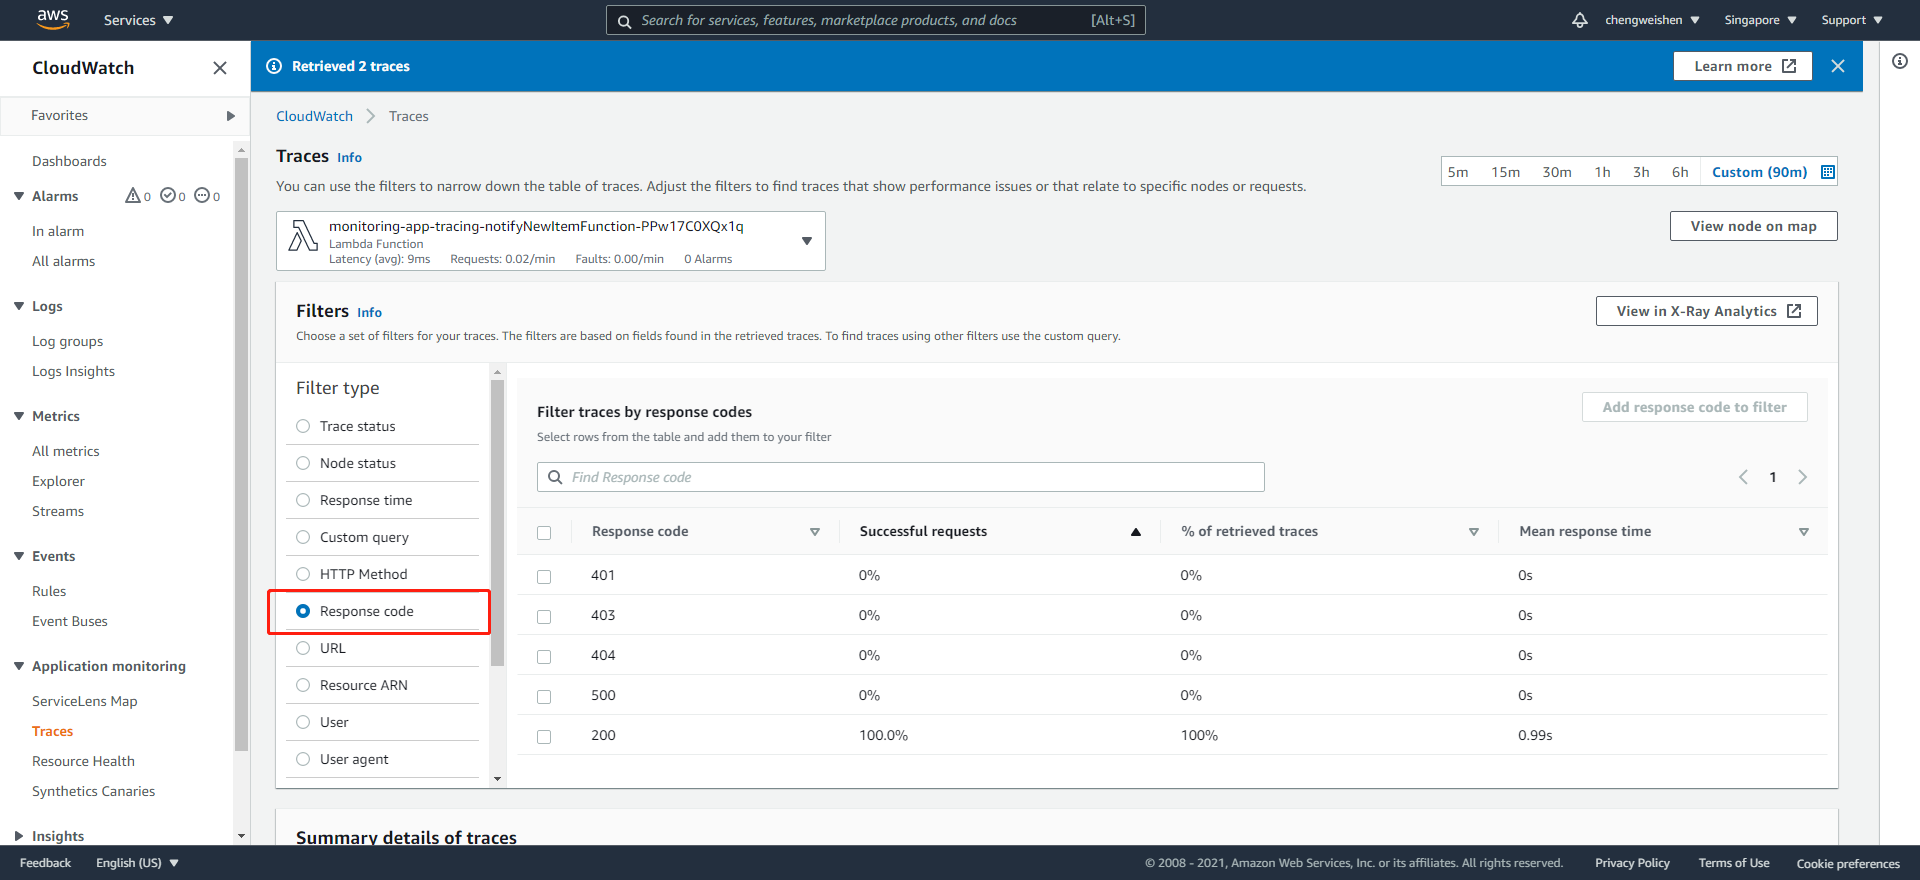 aws Services Search for services, features, marketplace products, and docs [Alt+S] chengweishen Singapore Support
CloudWatch
Favorites
Dashboards
Alarms 0 0 0
In alarm
All alarms
Logs
Log groups
Logs Insights
Metrics
All metrics
Explorer
Streams
Events
Rules
Event Buses
Application monitoring
ServiceLens Map
Traces
Resource Health
Synthetics Canaries
Insights
Retrieved 2 traces Learn more
CloudWatch Traces
Traces Info
You can use the filters to narrow down the table of traces. Adjust the filters to find traces that show performance issues or that relate to specific nodes or requests.
5m 15m 30m 1h 3h 6h Custom (90m)
monitoring-app-tracing-notifyNewItemFunction-PPw17C0XQx1q
Lambda Function
Latency (avg): 9ms Requests: 0.02/min Faults: 0.00/min 0 Alarms
View node on map
Filters Info
Choose a set of filters for your traces. The filters are based on fields found in the retrieved traces. To find traces using other filters use the custom query.
View in X-Ray Analytics
Filter type
Trace status
Node status
Response time
Custom query
HTTP Method
Response code
URL
Resource ARN
User
User agent
Filter traces by response codes
Select rows from the table and add them to your filter
Add response code to filter
Find Response code
1
Response code Successful requests % of retrieved traces Mean response time
401 0% 0% 0s
403 0% 0% 0s
404 0% 0% 0s
500 0% 0% 0s
200 100.0% 100% 0.99s
Summary details of traces
Feedback English (US) © 2008 - 2021, Amazon Web Services, Inc. or its affiliates. All rights reserved. Privacy Policy Terms of Use Cookie preferences